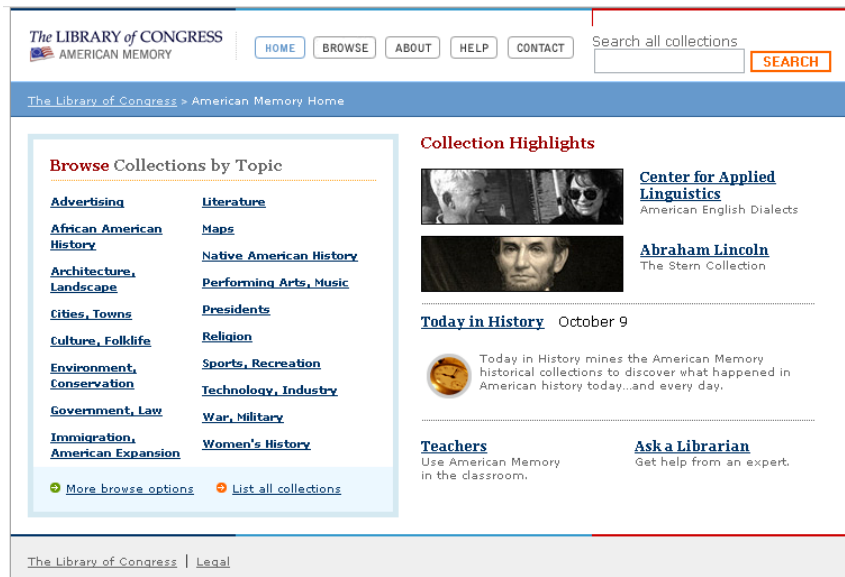 The LIBRARY of CONGRESS
AMERICAN MEMORY
HOME
BROWSE
ABOUT
HELP
CONTACT
Search all collections
SEARCH
The Library of Congress > American Memory Home
Browse Collections by Topic
Advertising
African American
History
Architecture,
Landscape
Cities, Towns
Culture, Folklife
Environment,
Conservation
Government, Law
Immigration,
American Expansion
Literature
Maps
Native American History
Performing Arts, Music
Presidents
Religion
Sports, Recreation
Technology, Industry
War, Military
Women's History
More browse options
List all collections
Collection Highlights
Center for Applied
Linguistics
American English Dialects
Abraham Lincoln
The Stern Collection
Today in History October 9
Today in History mines the American Memory
historical collections to discover what happened in
American history today...and every day.
Teachers
Use American Memory
in the classroom.
Ask a Librarian
Get help from an expert.
The Library of Congress | Legal